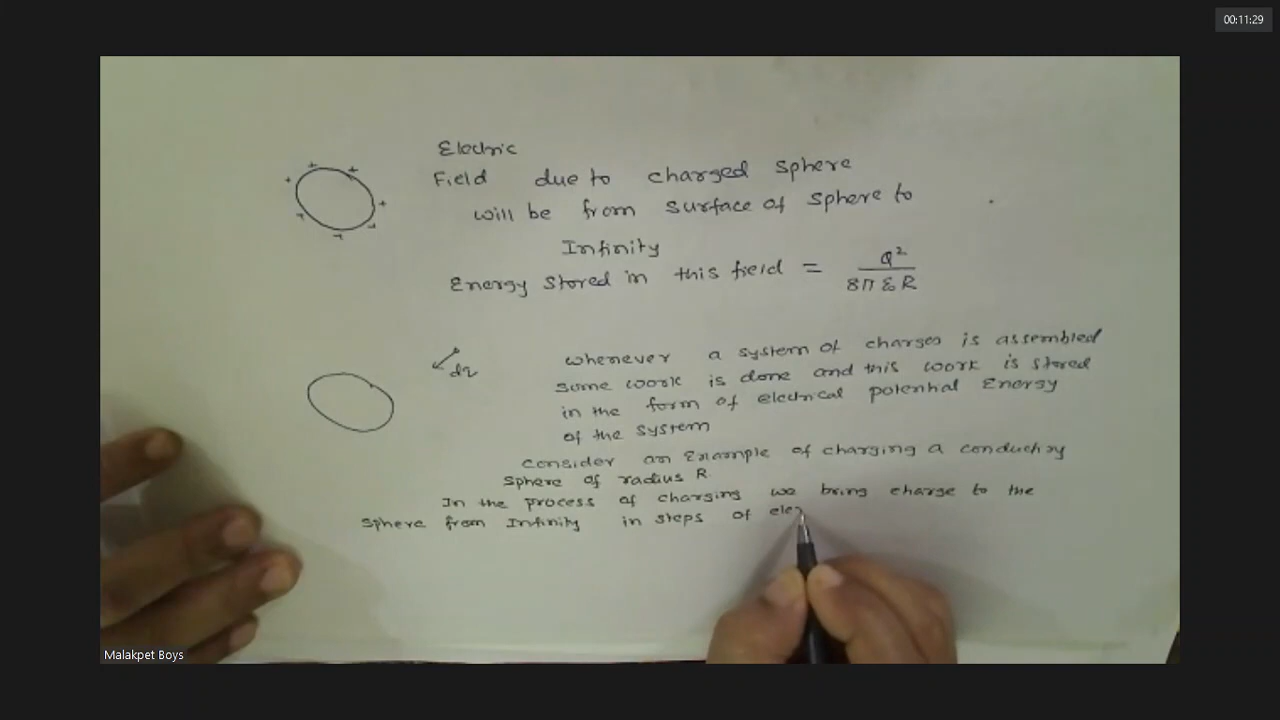 00:11:29
Electric
Field due to charged sphere
will be from surface of sphere to
Infinity
Energy stored in this field = Q²/8π ε₀ R
dq
whenever a system of charges is assembled
some work is done and this work is stored
in the form of electrical potential Energy
of the system
consider an Example of charging a conducting
sphere of radius R.
In the process of charging we bring charge to the
sphere from Infinity in steps of ele
Malakpet Boys